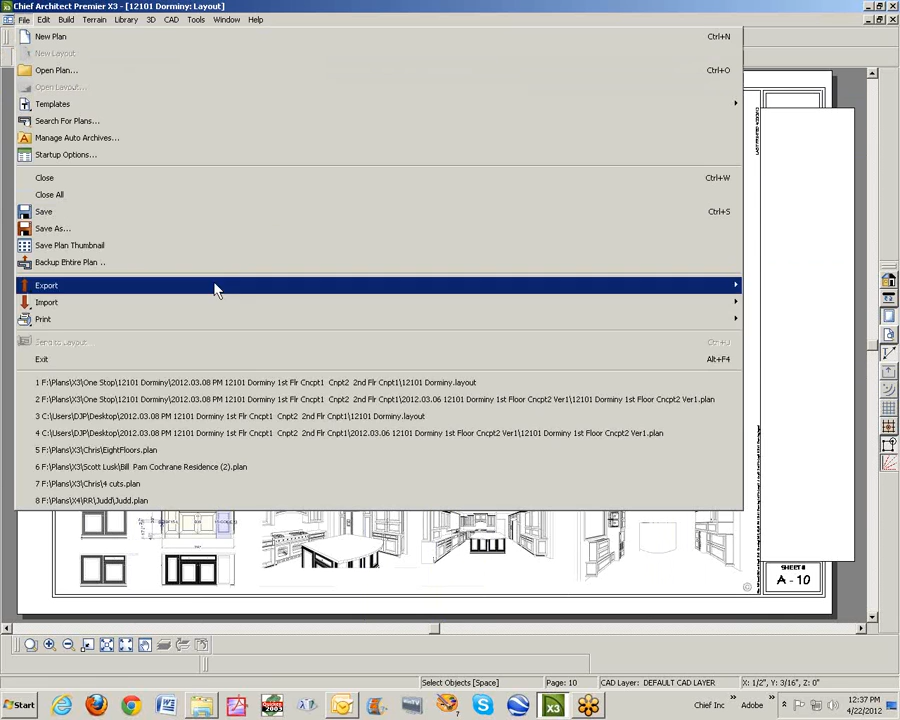 Chief Architect Premier X3 - [12101 Dorminy: Layout]
File Edit Build Terrain Library 3D CAD Tools Window Help
New Plan Ctrl+N
New Layout
Open Plan... Ctrl+O
Open Layout...
Templates
Search For Plans...
Manage Auto Archives...
Startup Options...
Close Ctrl+W
Close All
Save Ctrl+S
Save As...
Save Plan Thumbnail
Backup Entire Plan ..
Export
Import
Print
Send to Layout... Ctrl+U
Exit Alt+F4
1 F:\Plans\X3\One Stop\12101 Dorminy\2012.03.08 PM 12101 Dorminy 1st Flr Cncpt1  Cnpt2  2nd Flr Cnpt1\12101 Dorminy.layout
2 F:\Plans\X3\One Stop\12101 Dorminy\2012.03.08 PM 12101 Dorminy 1st Flr Cncpt1  Cnpt2  2nd Flr Cnpt1\2012.03.06 12101 Dorminy 1st Floor Cncpt2 Ver1\12101 Dorminy 1st Floor Cncpt2 Ver1.plan
3 C:\Users\DJP\Desktop\2012.03.08 PM 12101 Dorminy 1st Flr Cncpt1  Cnpt2  2nd Flr Cnpt1\12101 Dorminy.layout
4 C:\Users\DJP\Desktop\2012.03.08 PM 12101 Dorminy 1st Flr Cncpt1  Cnpt2  2nd Flr Cnpt1\2012.03.06 12101 Dorminy 1st Floor Cncpt2 Ver1\12101 Dorminy 1st Floor Cncpt2 Ver1.plan
5 F:\Plans\X3\Chris\EightFloors.plan
6 F:\Plans\X3\Scott Lusk\Bill  Pam Cochrane Residence (2).plan
7 F:\Plans\X3\Chris\4 cuts.plan
8 F:\Plans\X4\RR\Judd\Judd.plan
SHEET #
A - 10
Select Objects [Space] Page: 10 CAD Layer: DEFAULT CAD LAYER X: 1/2", Y: 3/16", Z: 0"
Start W Quicken 2003 X3 Chief Inc » Adobe » 12:37 PM
4/22/2012